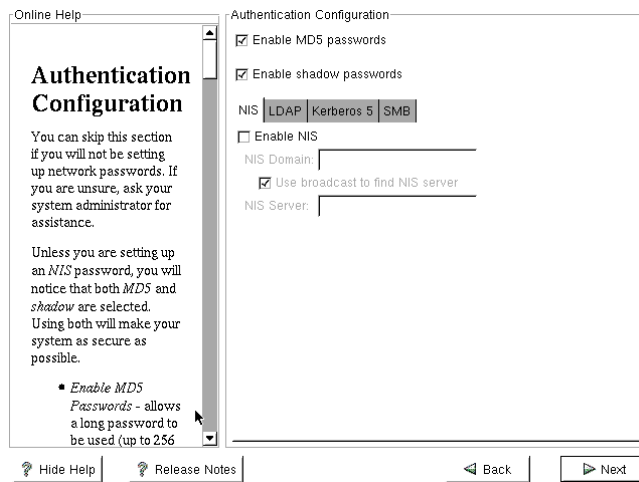 Online Help
Authentication
Configuration
You can skip this section
if you will not be setting
up network passwords. If
you are unsure, ask your
system administrator for
assistance.
Unless you are setting up
an NIS password, you will
notice that both MD5 and
shadow are selected.
Using both will make your
system as secure as
possible.
• Enable MD5
Passwords - allows
a long password to
be used (up to 256
Authentication Configuration
Enable MD5 passwords
Enable shadow passwords
NIS LDAP Kerberos 5 SMB
Enable NIS
NIS Domain:
Use broadcast to find NIS server
NIS Server:
Hide Help Release Notes Back Next